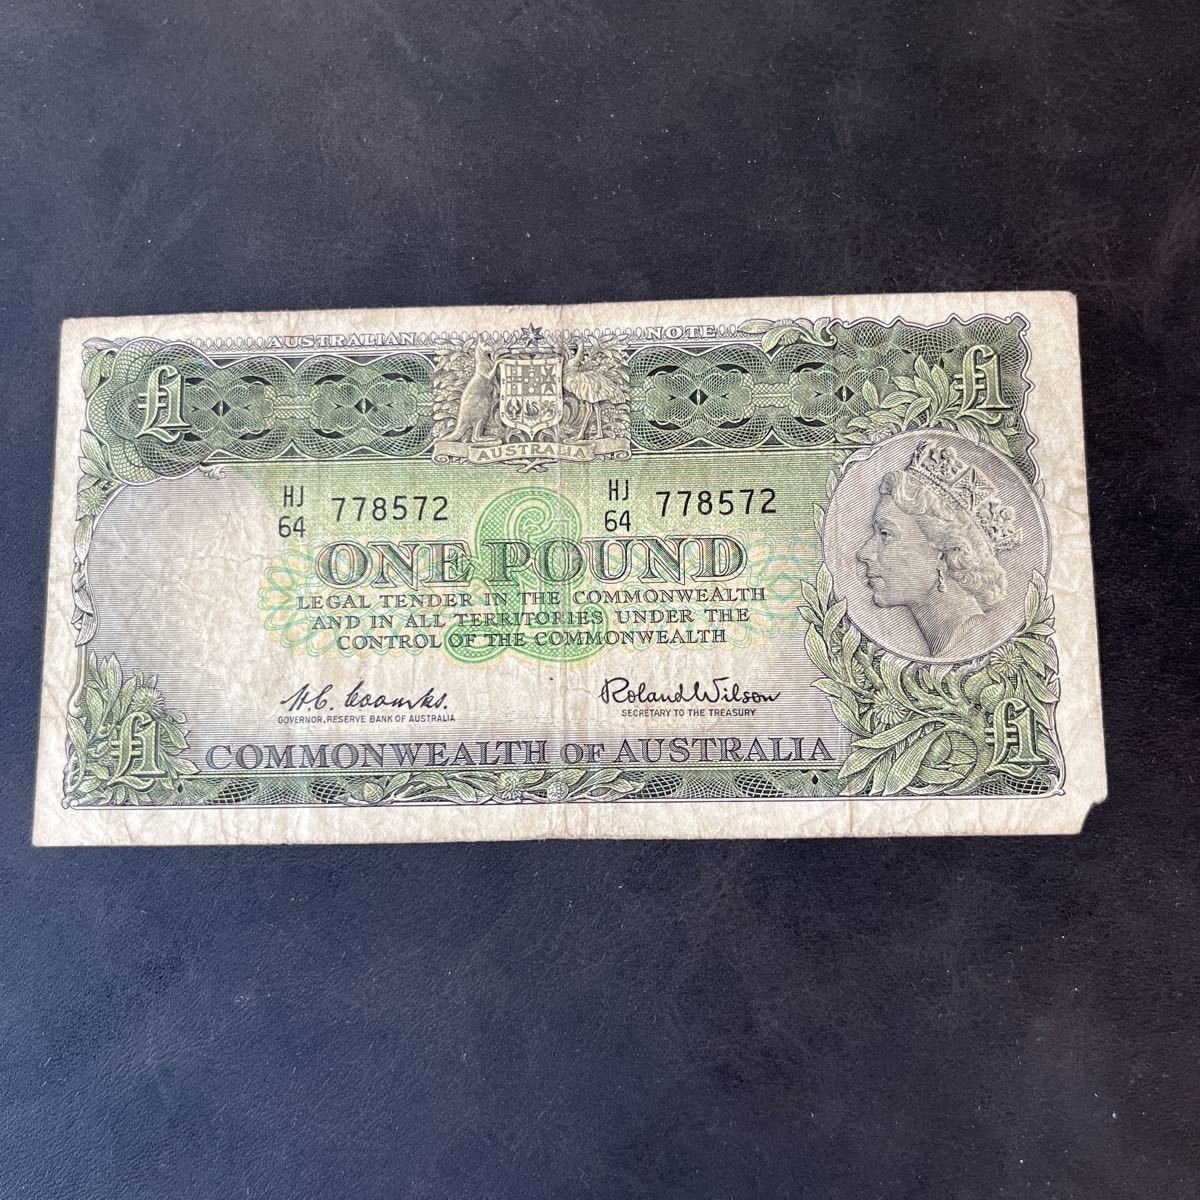 AUSTRALIAN NOTE
£1 £1
AUSTRALIA
HJ 64 778572 HJ 64 778572
ONE POUND
LEGAL TENDER IN THE COMMONWEALTH
AND IN ALL TERRITORIES UNDER THE
CONTROL OF THE COMMONWEALTH
H.C. Coombs. Roland Wilson
GOVERNOR, RESERVE BANK OF AUSTRALIA SECRETARY TO THE TREASURY
£1 COMMONWEALTH OF AUSTRALIA £1